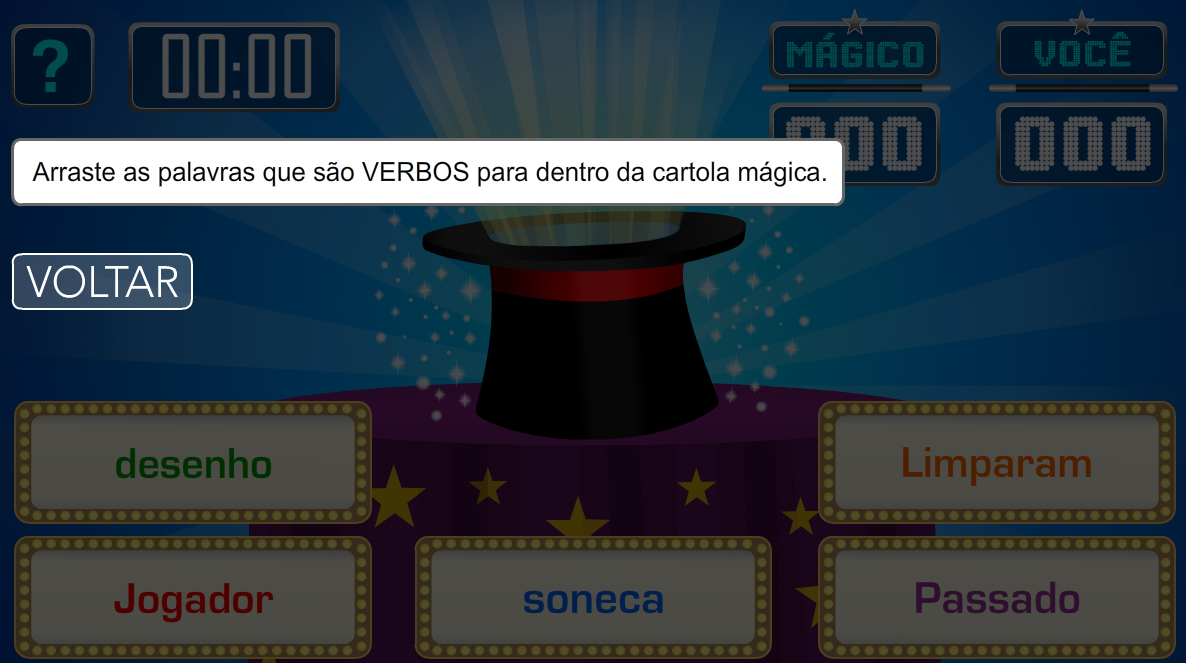 ?
00:00
MÁGICO
VOCÊ
000
000
Arraste as palavras que são VERBOS para dentro da cartola mágica.
VOLTAR
desenho
Limparam
Jogador
soneca
Passado